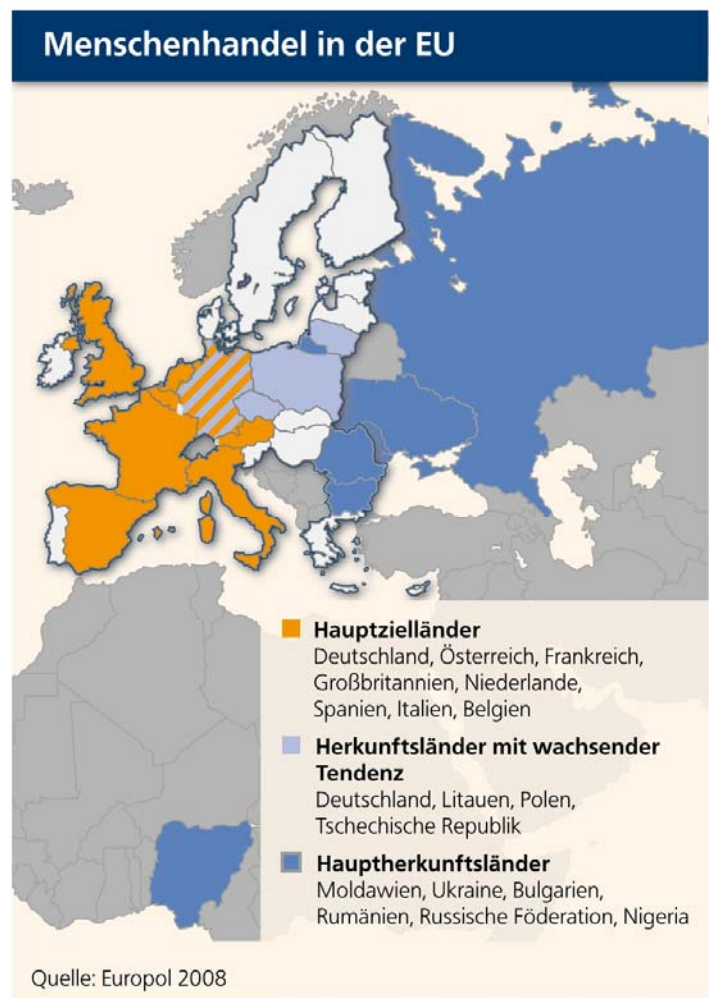 Menschenhandel in der EU
Hauptzielländer
Deutschland, Österreich, Frankreich,
Großbritannien, Niederlande,
Spanien, Italien, Belgien
Herkunftsländer mit wachsender
Tendenz
Deutschland, Litauen, Polen,
Tschechische Republik
Hauptherkunftsländer
Moldawien, Ukraine, Bulgarien,
Rumänien, Russische Föderation, Nigeria
Quelle: Europol 2008